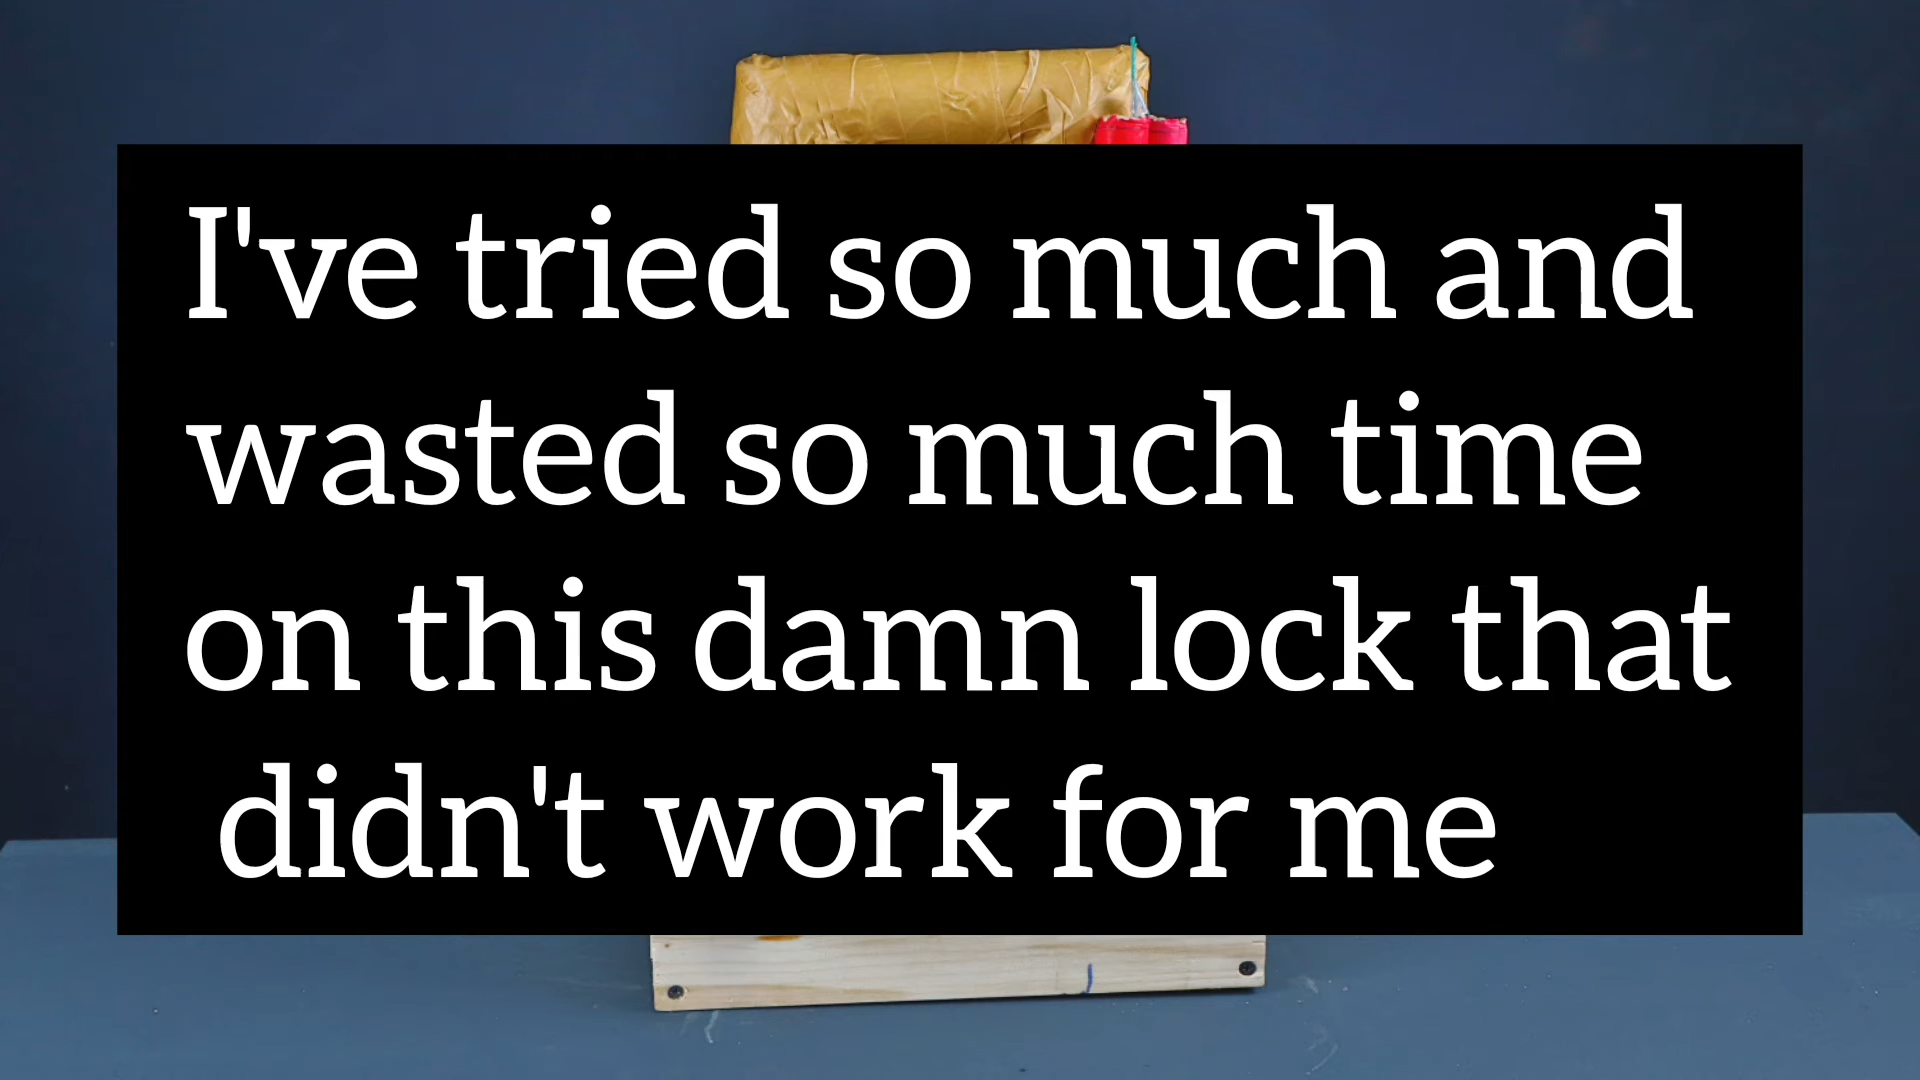 I've tried so much and
wasted so much time
on this damn lock that
didn't work for me